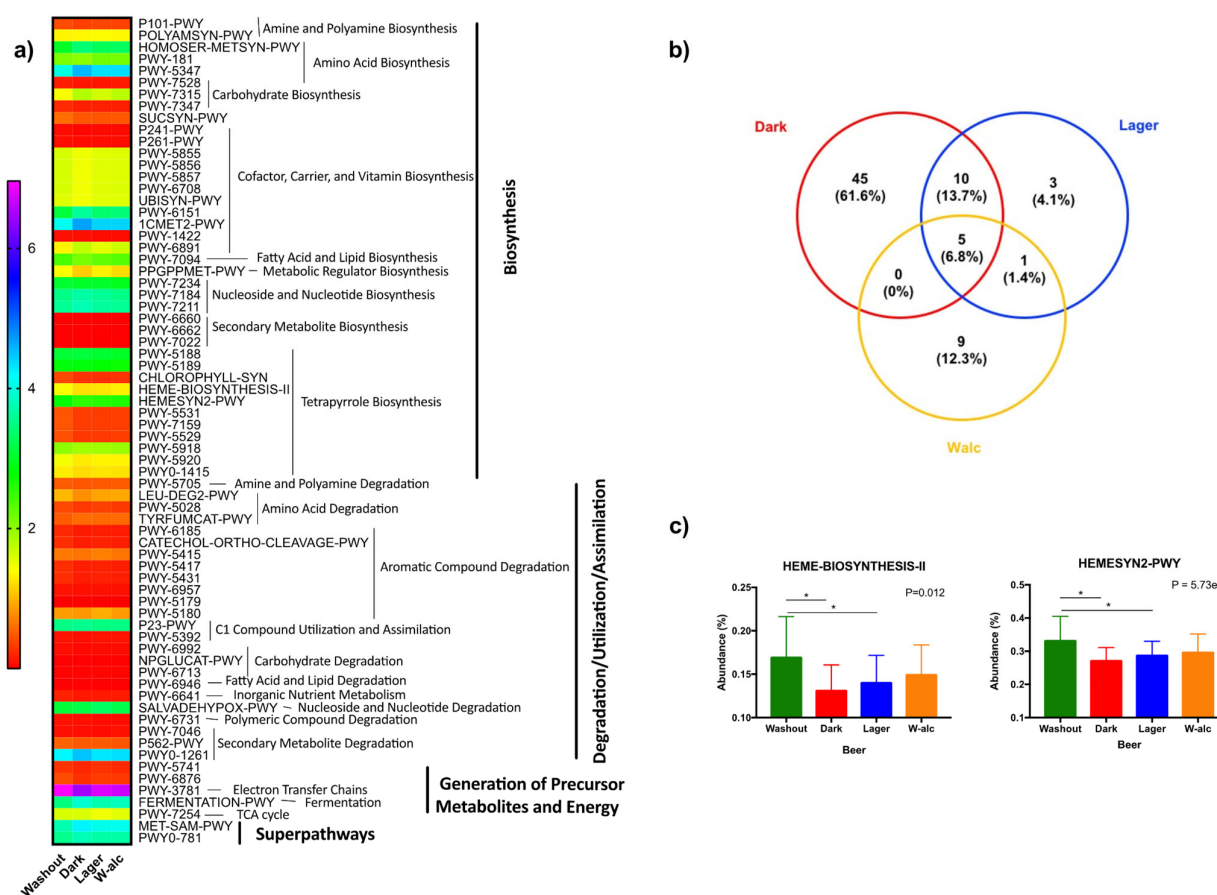 a)
P101-PWY
POLYAMSYN-PWY
Amine and Polyamine Biosynthesis
HOMOSER-METSYN-PWY
PWY-181
PWY-5347
Amino Acid Biosynthesis
PWY-7528
PWY-7315
PWY-7347
Carbohydrate Biosynthesis
SUCSYN-PWY
P241-PWY
P261-PWY
PWY-5855
PWY-5856
PWY-5857
PWY-6708
UBISYN-PWY
PWY-6151
1CMET2-PWY
PWY-1422
PWY-6891
Cofactor, Carrier, and Vitamin Biosynthesis
PWY-7094
Fatty Acid and Lipid Biosynthesis
PPGPPMET-PWY
Metabolic Regulator Biosynthesis
PWY-7234
PWY-7184
PWY-7211
Nucleoside and Nucleotide Biosynthesis
PWY-6660
PWY-6662
PWY-7022
Secondary Metabolite Biosynthesis
PWY-5188
PWY-5189
CHLOROPHYLL-SYN
HEME-BIOSYNTHESIS-II
HEMESYN2-PWY
PWY-5531
PWY-7159
PWY-5529
PWY-5918
PWY-5920
PWY0-1415
Tetrapyrrole Biosynthesis
Biosynthesis
PWY-5705
Amine and Polyamine Degradation
LEU-DEG2-PWY
PWY-5028
TYRFUMCAT-PWY
Amino Acid Degradation
PWY-6185
CATECHOL-ORTHO-CLEAVAGE-PWY
PWY-5415
PWY-5417
PWY-5431
PWY-6957
PWY-5179
PWY-5180
Aromatic Compound Degradation
P23-PWY
PWY-5392
C1 Compound Utilization and Assimilation
PWY-6992
NPGLUCAT-PWY
PWY-6713
Carbohydrate Degradation
PWY-6946
Fatty Acid and Lipid Degradation
PWY-6641
Inorganic Nutrient Metabolism
SALVADEHYPOX-PWY
Nucleoside and Nucleotide Degradation
PWY-6731
Polymeric Compound Degradation
PWY-7046
P562-PWY
PWY0-1261
Secondary Metabolite Degradation
Degradation/Utilization/Assimilation
PWY-5741
PWY-6876
PWY-3781
Electron Transfer Chains
FERMENTATION-PWY
Fermentation
PWY-7254
TCA cycle
Generation of Precursor
Metabolites and Energy
MET-SAM-PWY
PWY0-781
Superpathways
6
4
2
Washout
Dark
Lager
W-alc
b)
Dark
Lager
Walc
45
(61.6%)
10
(13.7%)
3
(4.1%)
5
(6.8%)
0
(0%)
1
(1.4%)
9
(12.3%)
c)
HEME-BIOSYNTHESIS-II
P=0.012
*
*
Abundance (%)
0.25
0.20
0.15
0.10
Washout Dark Lager W-alc
Beer
HEMESYN2-PWY
P = 5.73e
*
*
Abundance (%)
0.5
0.4
0.3
0.2
0.1
Washout Dark Lager W-alc
Beer